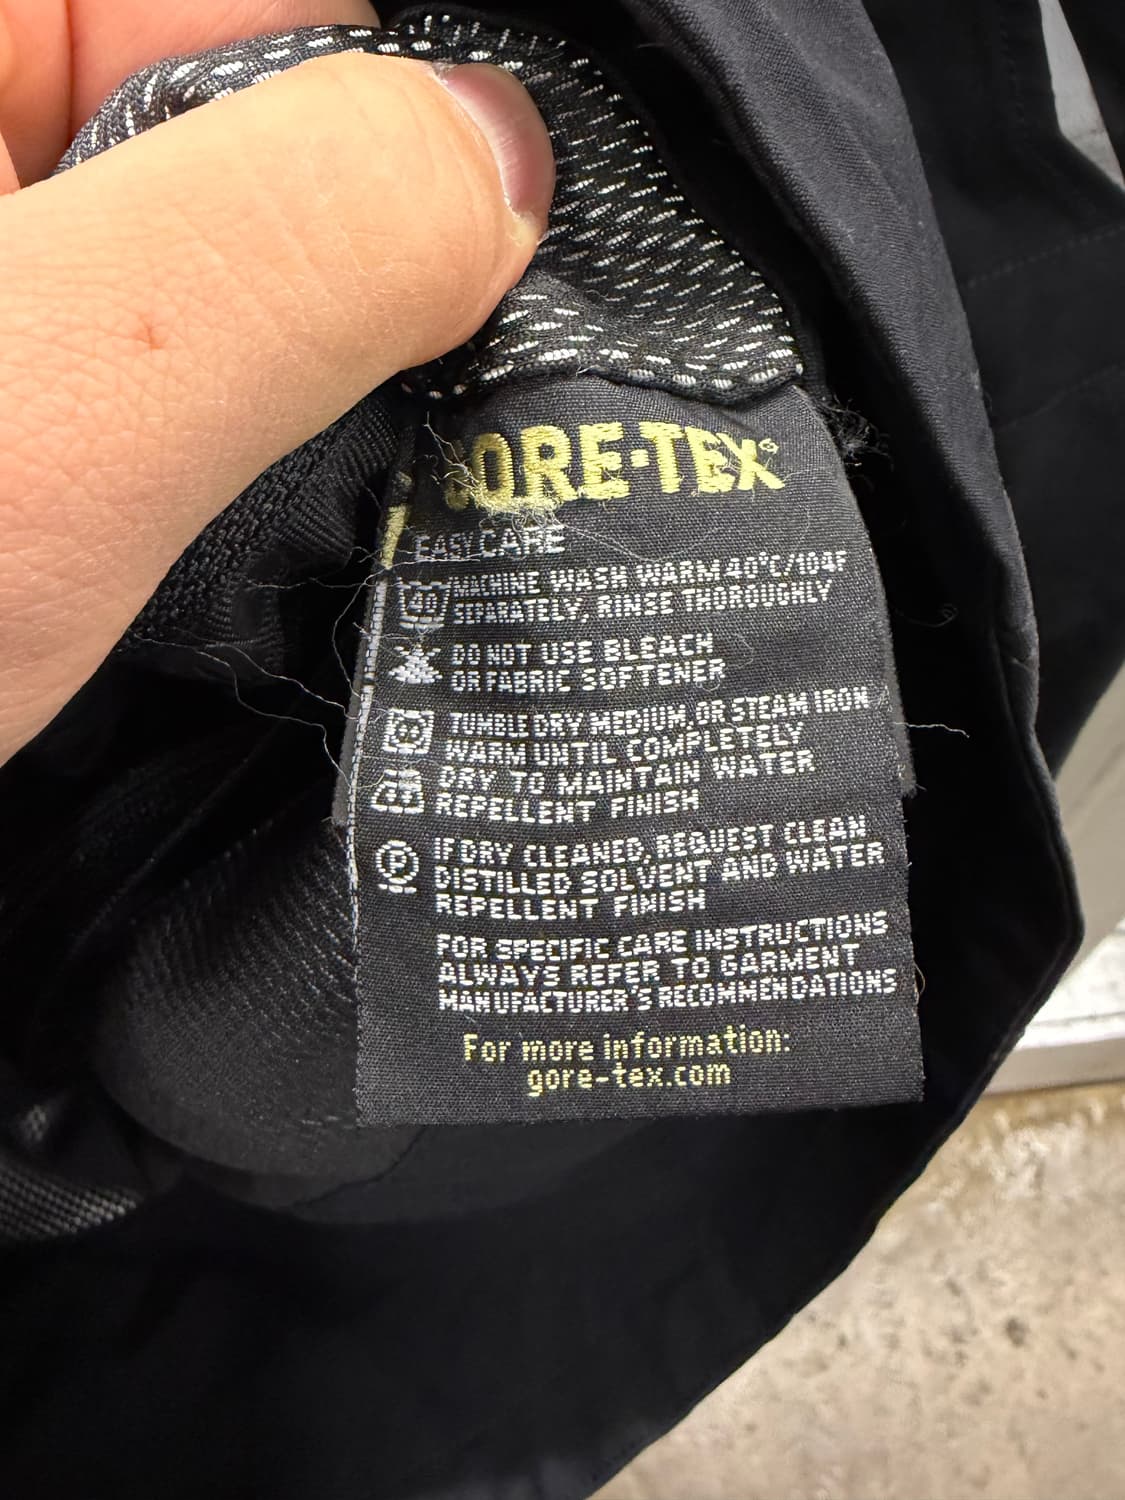 GORE-TEX®
EASY CARE
40 MACHINE WASH WARM 40°C/104F
SEPARATELY, RINSE THOROUGHLY
DO NOT USE BLEACH
OR FABRIC SOFTENER
TUMBLE DRY MEDIUM, OR STEAM IRON
WARM UNTIL COMPLETELY
DRY, TO MAINTAIN WATER
REPELLENT FINISH
P IF DRY CLEANED, REQUEST CLEAN
DISTILLED SOLVENT AND WATER
REPELLENT FINISH
FOR SPECIFIC CARE INSTRUCTIONS
ALWAYS REFER TO GARMENT
MANUFACTURER'S RECOMMENDATIONS
For more information:
gore-tex.com